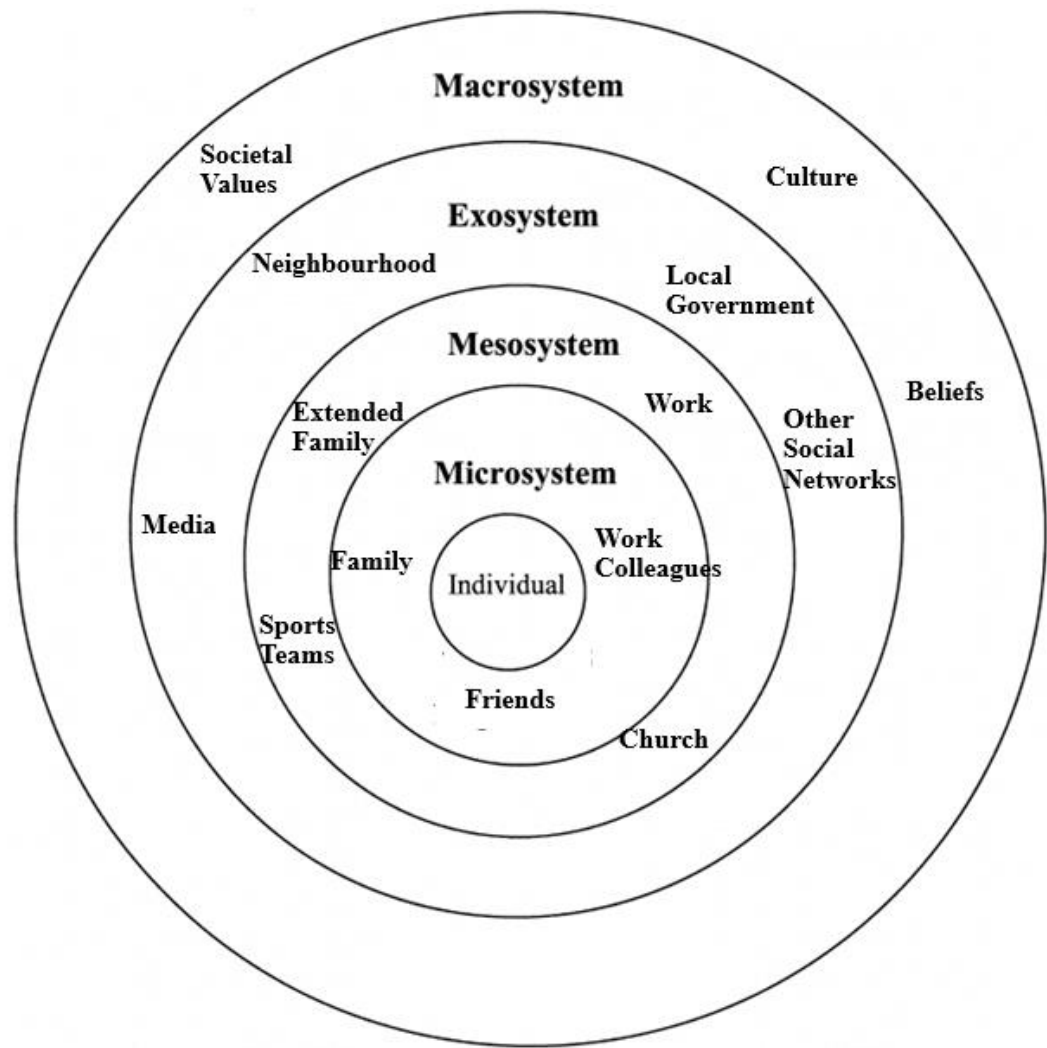 Macrosystem
Societal
Values
Culture
Exosystem
Neighbourhood
Local
Government
Mesosystem
Beliefs
Extended
Family
Work
Other
Social
Networks
Microsystem
Media
Family
Work
Colleagues
Individual
Sports
Teams
Friends
Church